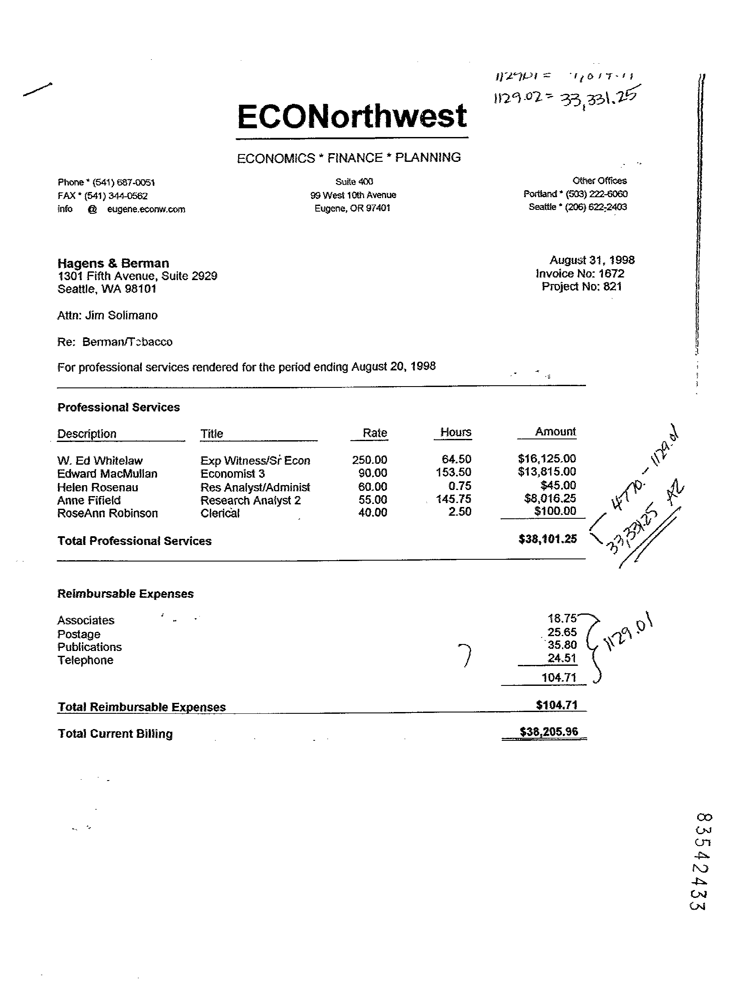 1129.02 = 33,331.25
ECONorthwest
ECONOMICS * FINANCE * PLANNING
Phone * (541) 687-0051
FAX * (541) 344-0562
info @ eugene.econw.com
Suite 400
99 West 10th Avenue
Eugene, OR 97401
Other Offices
Portland * (503) 222-6060
Seattle * (206) 622-2403
Hagens & Berman
1301 Fifth Avenue, Suite 2929
Seattle, WA 98101
August 31, 1998
Invoice No: 1672
Project No: 821
Attn: Jim Solimano
Re: Berman/Tobacco
For professional services rendered for the period ending August 20, 1998
Professional Services
Description Title Rate Hours Amount
W. Ed Whitelaw Exp Witness/Sr Econ 250.00 64.50 $16,125.00
Edward MacMullan Economist 3 90.00 153.50 $13,815.00
Helen Rosenau Res Analyst/Administ 60.00 0.75 $45.00
Anne Fifield Research Analyst 2 55.00 145.75 $8,016.25
RoseAnn Robinson Clerical 40.00 2.50 $100.00
Total Professional Services $38,101.25
4770. - 1129.01
33,331.25 AZ
Reimbursable Expenses
Associates 18.75
Postage 25.65
Publications 35.80
Telephone 24.51
104.71
1129.01
Total Reimbursable Expenses $104.71
Total Current Billing $38,205.96
83542433